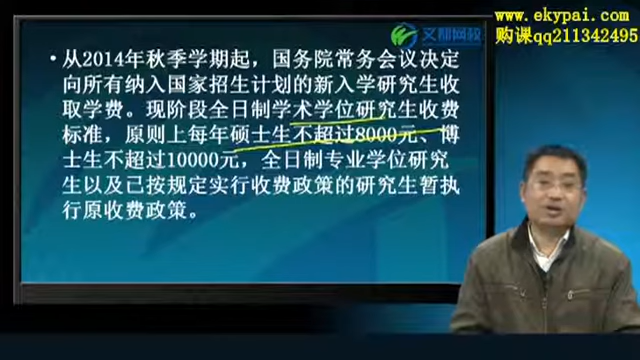 www.ekypai.com
购课qq211342495
文都网校
•从2014年秋季学期起，国务院常务会议决定
向所有纳入国家招生计划的新入学研究生收
取学费。现阶段全日制学术学位研究生收费
标准，原则上每年硕士生不超过8000元、博
士生不超过10000元，全日制专业学位研究
生以及已按规定实行收费政策的研究生暂执
行原收费政策。